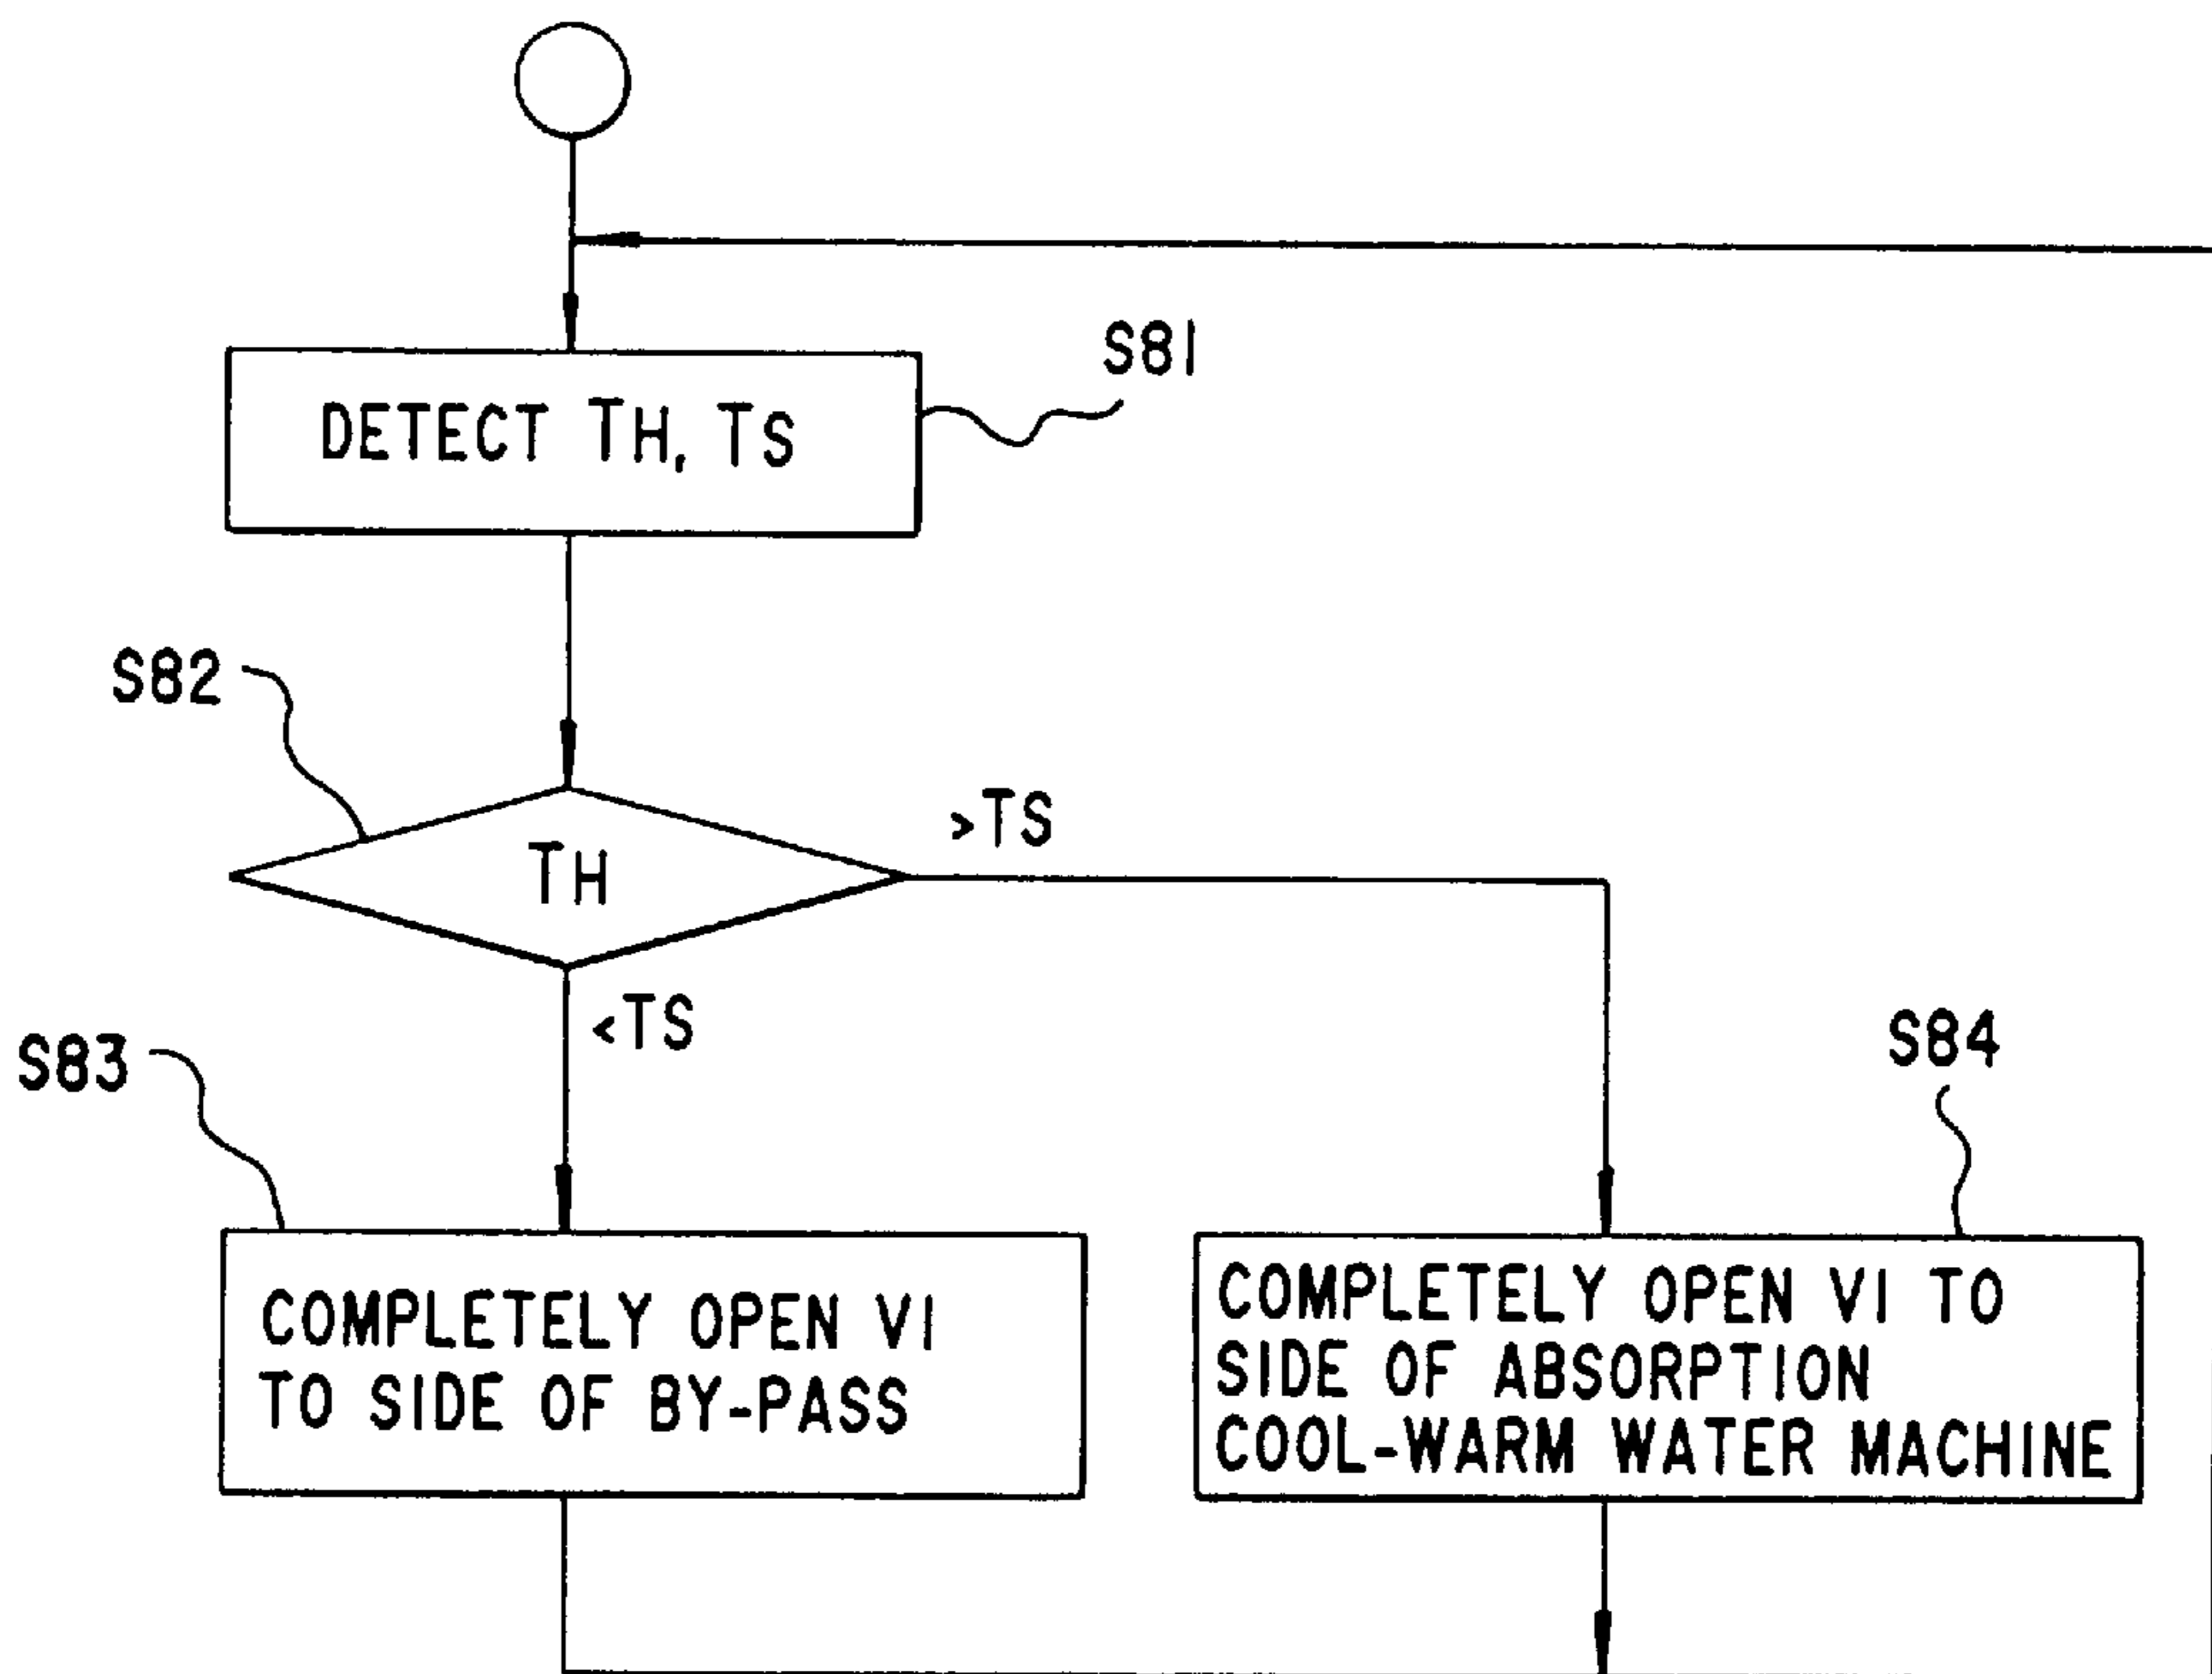 S81
DETECT TH, TS
S82
>TS
TH
<TS
S83
S84
COMPLETELY OPEN V1
TO SIDE OF BY-PASS
COMPLETELY OPEN V1 TO
SIDE OF ABSORPTION
COOL-WARM WATER MACHINE